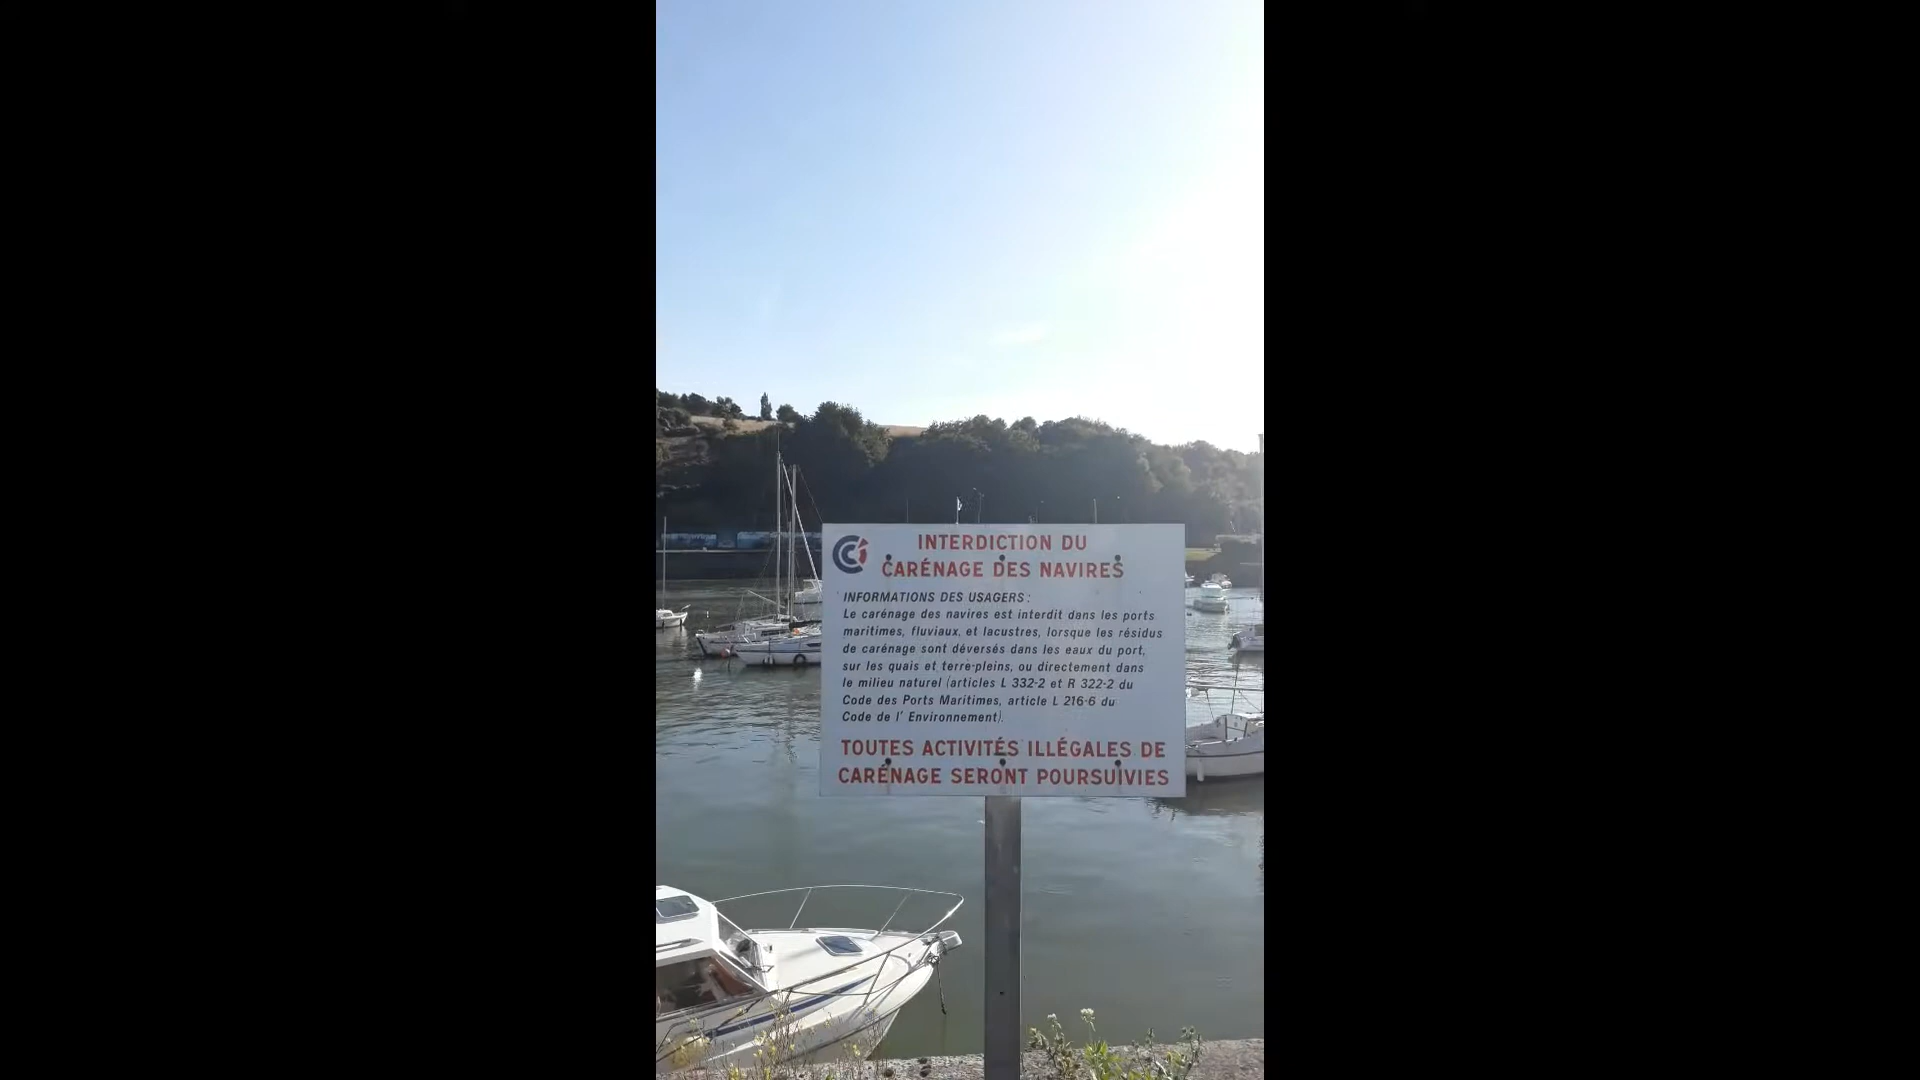 INTERDICTION DU
CARÉNAGE DES NAVIRES
INFORMATIONS DES USAGERS :
Le carénage des navires est interdit dans les ports
maritimes, fluviaux, et lacustres, lorsque les résidus
de carénage sont déversés dans les eaux du port,
sur les quais et terre-pleins, ou directement dans
le milieu naturel (articles L 332-2 et R 322-2 du
Code des Ports Maritimes, article L 216-6 du
Code de l' Environnement).
TOUTES ACTIVITÉS ILLÉGALES DE
CARÉNAGE SERONT POURSUIVIES